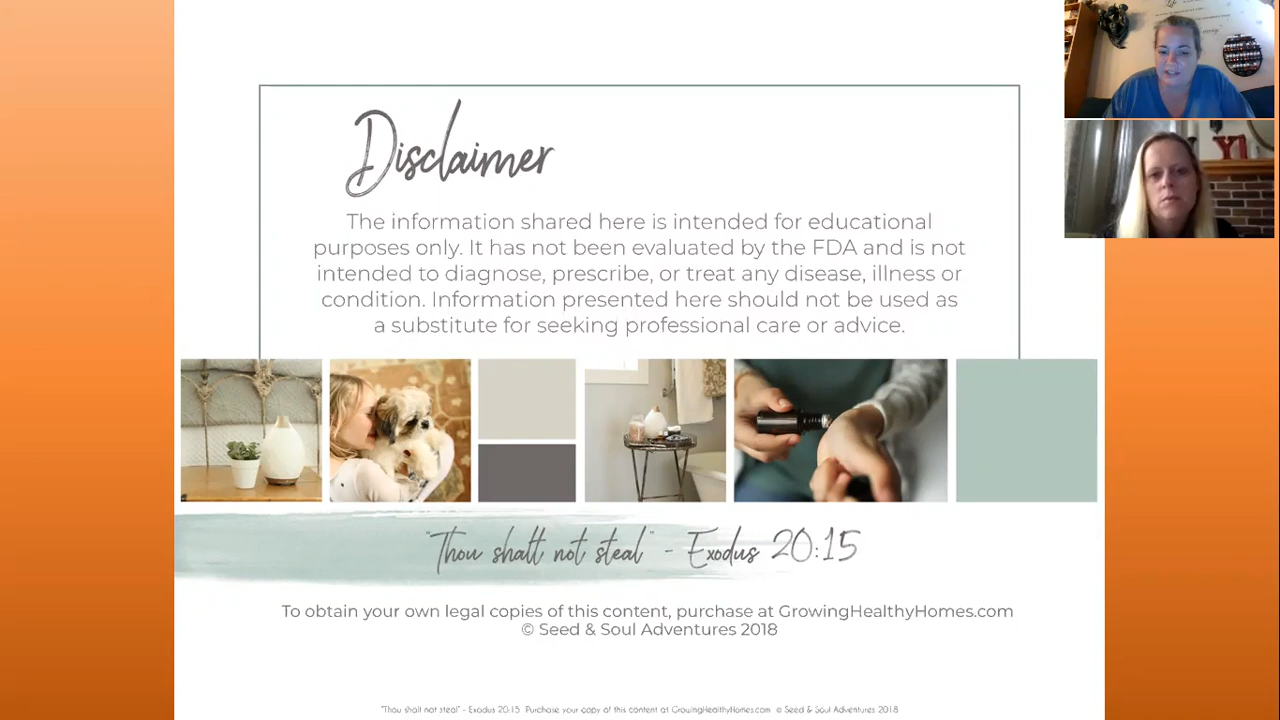 Disclaimer
The information shared here is intended for educational
purposes only. It has not been evaluated by the FDA and is not
intended to diagnose, prescribe, or treat any disease, illness or
condition. Information presented here should not be used as
a substitute for seeking professional care or advice.
"Thou shalt not steal" - Exodus 20:15
To obtain your own legal copies of this content, purchase at GrowingHealthyHomes.com
© Seed & Soul Adventures 2018
"Thou shalt not steal" - Exodus 20:15 Purchase your copy of this content at GrowingHealthyHomes.com © Seed & Soul Adventures 2018
Life
YI